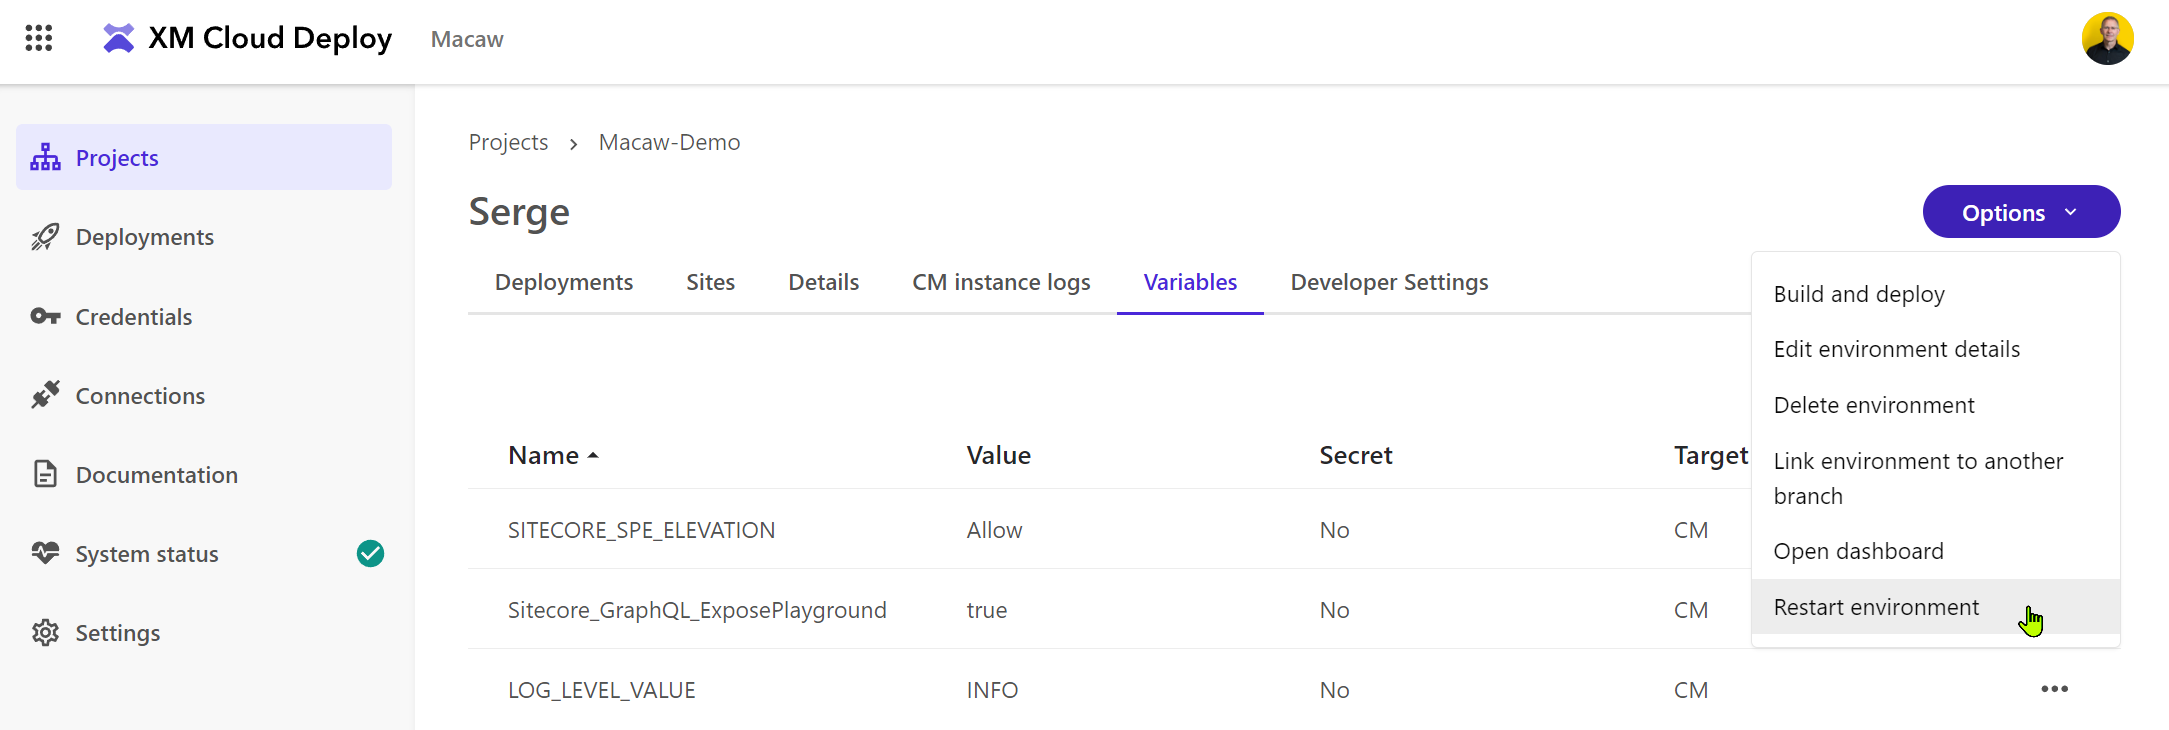 XM Cloud Deploy
Macaw
Projects
Deployments
Credentials
Connections
Documentation
System status
Settings
Projects › Macaw-Demo
Serge
Options
Deployments Sites Details CM instance logs Variables Developer Settings
Build and deploy
Edit environment details
Delete environment
Link environment to another
branch
Open dashboard
Restart environment
Name Value Secret Target
SITECORE_SPE_ELEVATION Allow No CM
Sitecore_GraphQL_ExposePlayground true No CM
LOG_LEVEL_VALUE INFO No CM